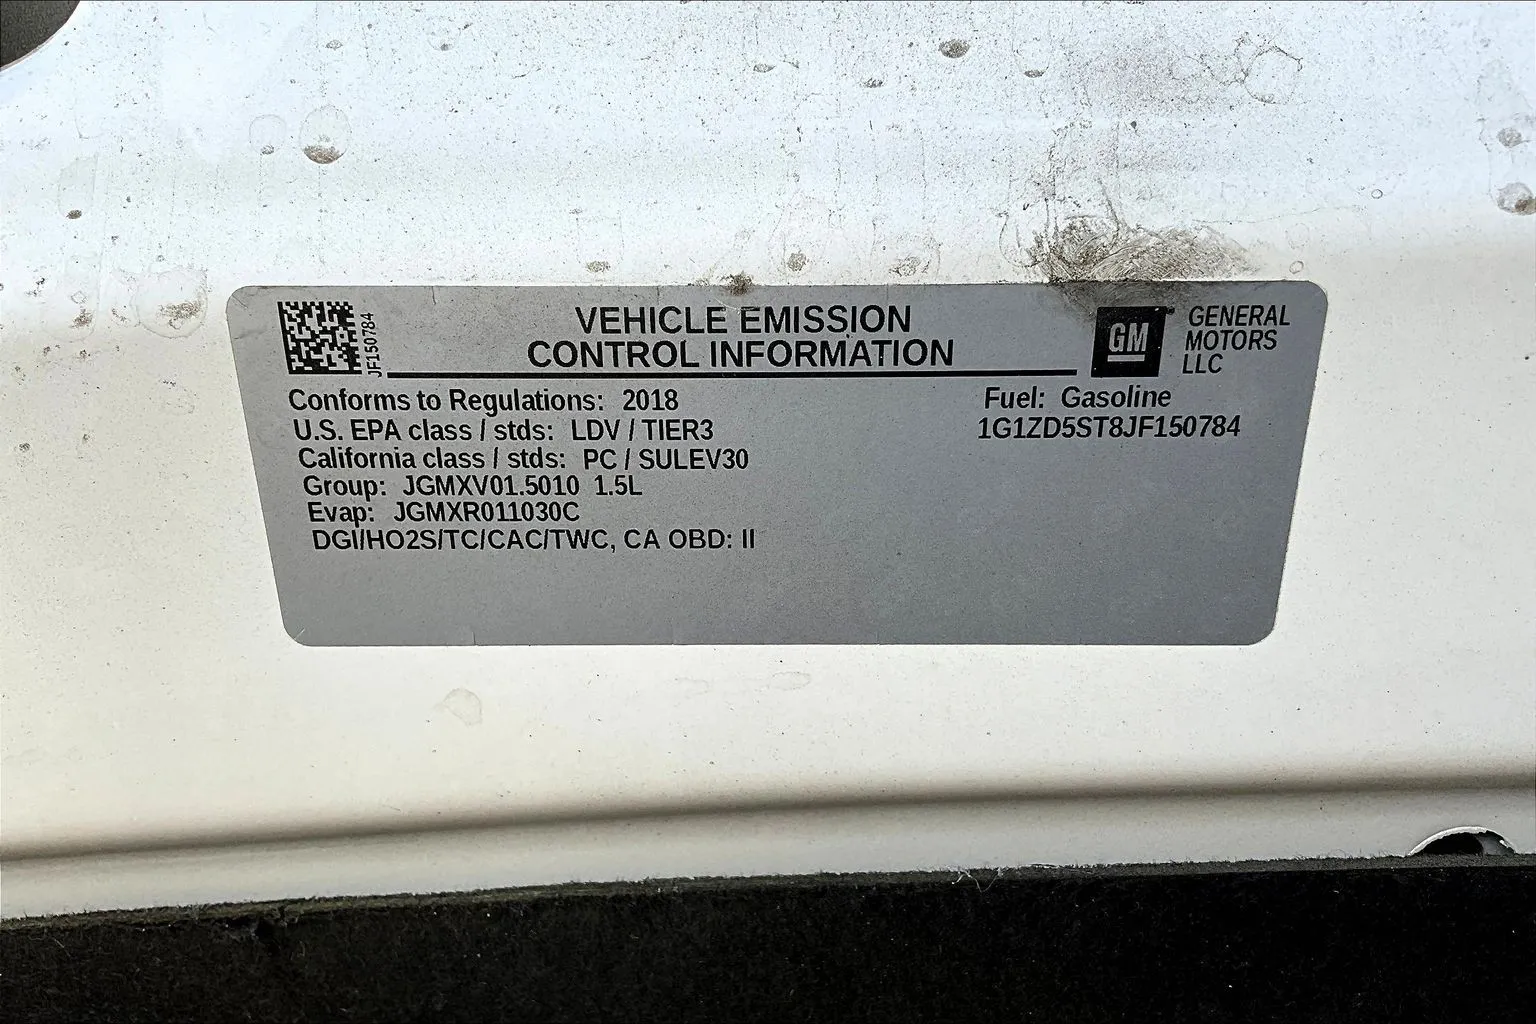 JF150784
VEHICLE EMISSION
CONTROL INFORMATION
GM
GENERAL
MOTORS
LLC
Conforms to Regulations: 2018
U.S. EPA class / stds: LDV / TIER3
California class / stds: PC / SULEV30
Group: JGMXV01.5010 1.5L
Evap: JGMXR011030C
DGI/HO2S/TC/CAC/TWC, CA OBD: II
Fuel: Gasoline
1G1ZD5ST8JF150784